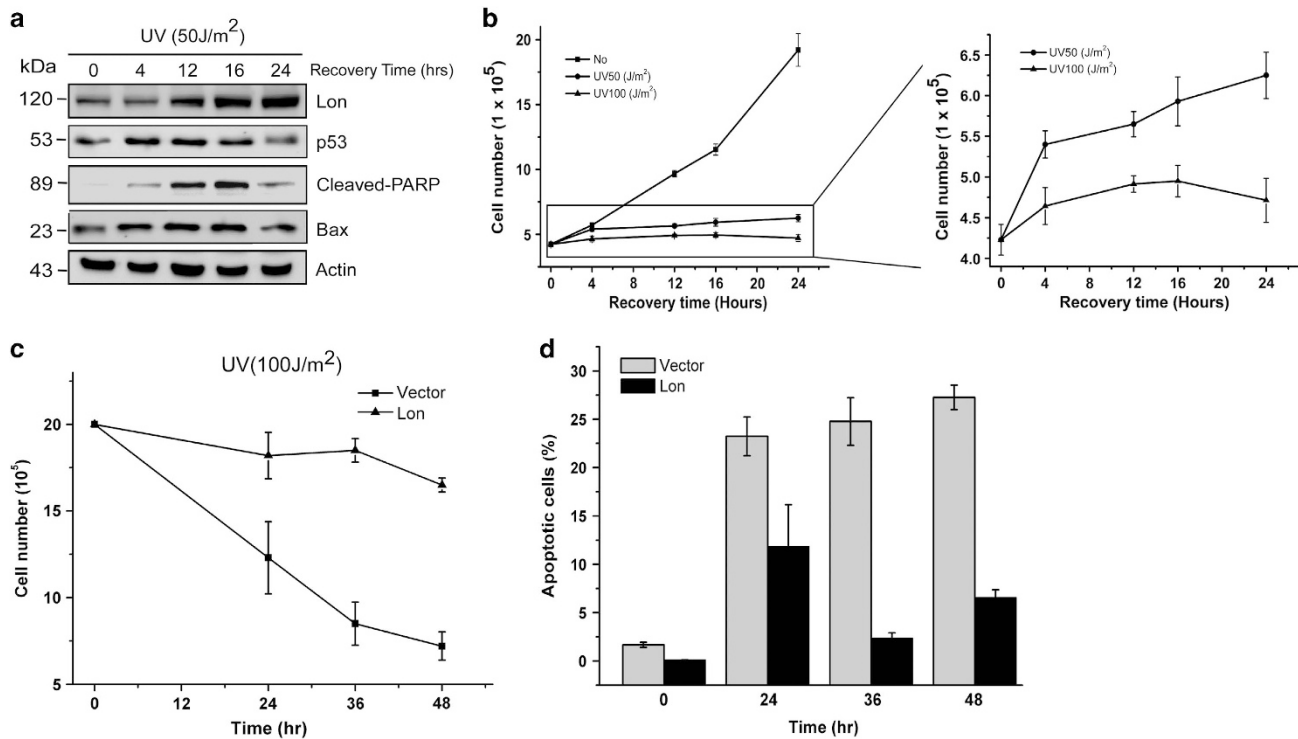 a
UV (50J/m²)
kDa
0 4 12 16 24 Recovery Time (hrs)
120 Lon
53 p53
89 Cleaved-PARP
23 Bax
43 Actin
b
No
UV50 (J/m²)
UV100 (J/m²)
Cell number (1 x 10⁵)
20
15
10
5
0 4 8 12 16 20 24
Recovery time (Hours)
UV50 (J/m²)
UV100 (J/m²)
Cell number (1 x 10⁵)
6.5
6.0
5.5
5.0
4.5
4.0
0 4 8 12 16 20 24
Recovery time (Hours)
c
UV(100J/m²)
Vector
Lon
Cell number (10⁵)
20
15
10
5
0 12 24 36 48
Time (hr)
d
Vector
Lon
Apoptotic cells (%)
30
25
20
15
10
5
0
0 24 36 48
Time (hr)